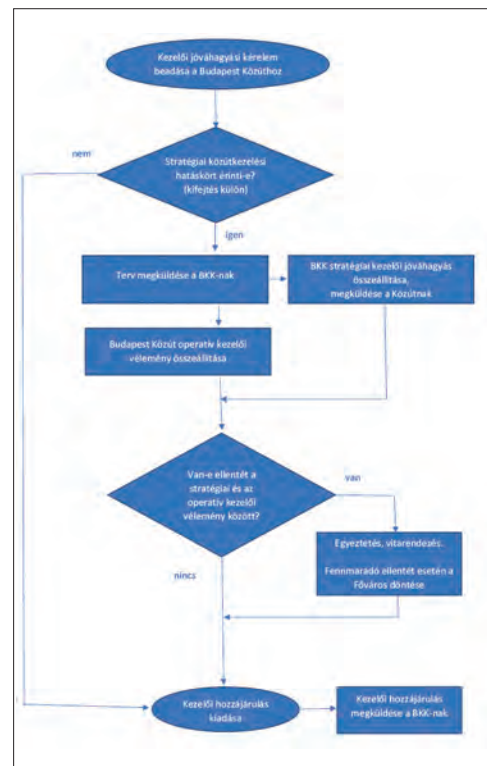 Kezelői jóváhagyási kérelem
beadása a Budapest Közúthoz
nem
Stratégiai közútkezelési
hatáskört érinti-e?
(kifejtés külön)
igen
Terv megküldése a BKK-nak
BKK stratégiai kezelői jóváhagyás
összeállítása,
megküldése a Közútnak
Budapest Közút operatív kezelői
vélemény összeállítása
Van-e ellentét a
stratégiai és az
operatív kezelői
vélemény között?
van
Egyeztetés, vitarendezés.
Fennmaradó ellentét esetén a
Főváros döntése
nincs
Kezelői hozzájárulás
kiadása
Kezelői hozzájárulás
megküldése a BKK-nak